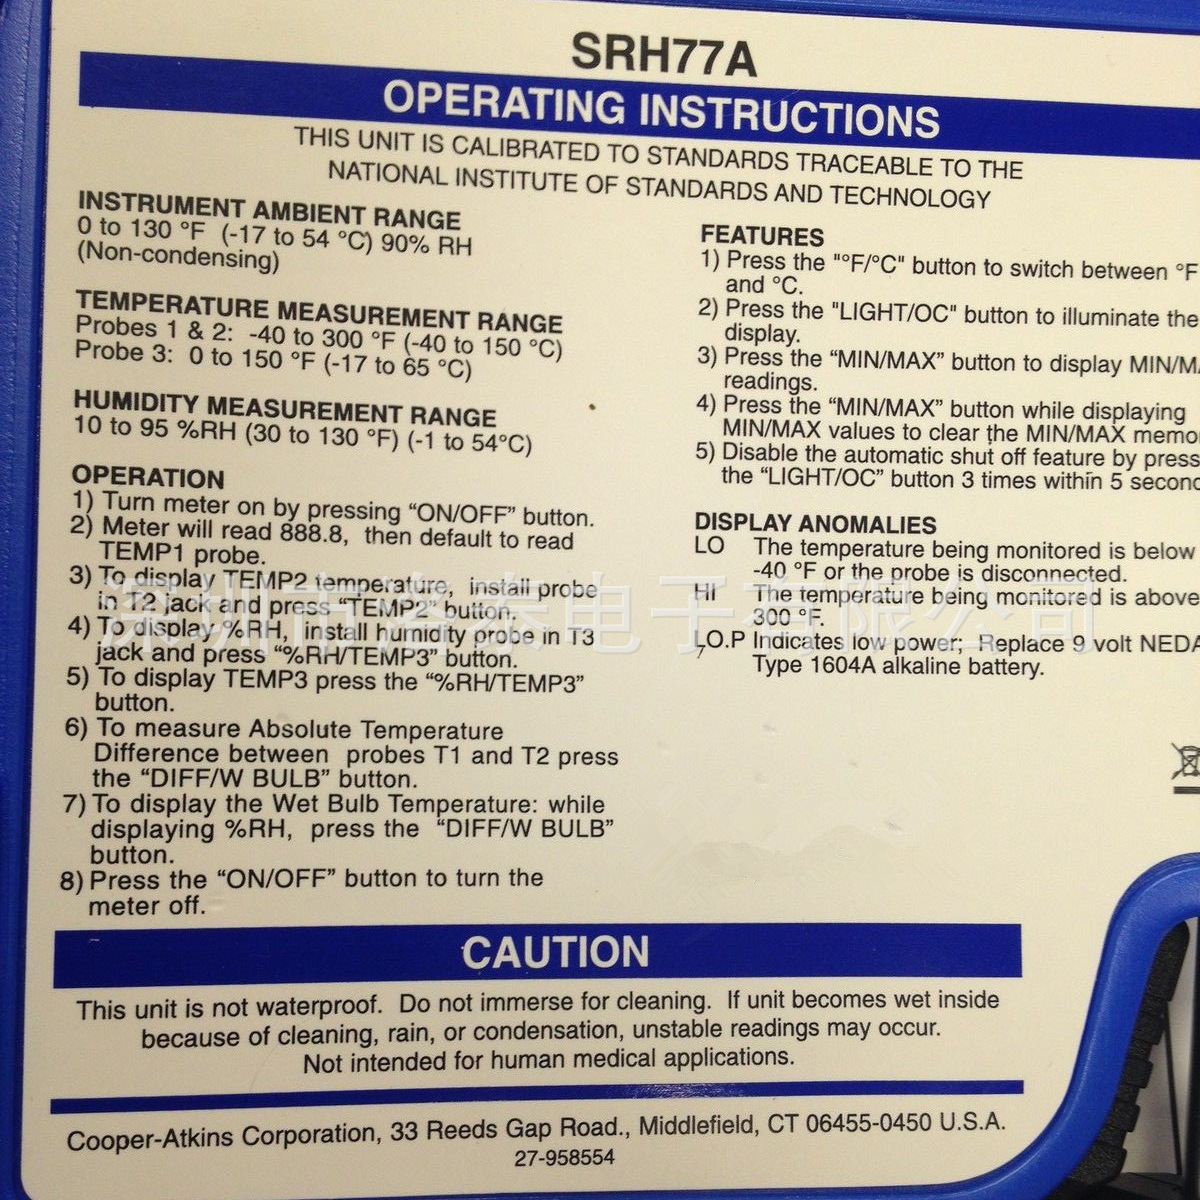 SRH77A
OPERATING INSTRUCTIONS
THIS UNIT IS CALIBRATED TO STANDARDS TRACEABLE TO THE
NATIONAL INSTITUTE OF STANDARDS AND TECHNOLOGY
INSTRUMENT AMBIENT RANGE
0 to 130 °F (-17 to 54 °C) 90% RH
(Non-condensing)
TEMPERATURE MEASUREMENT RANGE
Probes 1 & 2: -40 to 300 °F (-40 to 150 °C)
Probe 3: 0 to 150 °F (-17 to 65 °C)
HUMIDITY MEASUREMENT RANGE
10 to 95 %RH (30 to 130 °F) (-1 to 54°C)
OPERATION
1) Turn meter on by pressing “ON/OFF” button.
2) Meter will read 888.8, then default to read
TEMP1 probe.
3) To display TEMP2 temperature, install probe
in T2 jack and press “TEMP2” button.
4) To display %RH, install humidity probe in T3
jack and press “%RH/TEMP3” button.
5) To display TEMP3 press the “%RH/TEMP3”
button.
6) To measure Absolute Temperature
Difference between probes T1 and T2 press
the “DIFF/W BULB” button.
7) To display the Wet Bulb Temperature: while
displaying %RH, press the “DIFF/W BULB”
button.
8) Press the “ON/OFF” button to turn the
meter off.
FEATURES
1) Press the "°F/°C" button to switch between °F
and °C.
2) Press the "LIGHT/OC" button to illuminate the
display.
3) Press the “MIN/MAX” button to display MIN/MA
readings.
4) Press the “MIN/MAX” button while displaying
MIN/MAX values to clear the MIN/MAX memo
5) Disable the automatic shut off feature by press
the “LIGHT/OC” button 3 times within 5 secon
DISPLAY ANOMALIES
LO The temperature being monitored is below
-40 °F or the probe is disconnected.
HI The temperature being monitored is above
300 °F.
LO.P Indicates low power; Replace 9 volt NEDA
Type 1604A alkaline battery.
深圳市浩泰电子有限公司
CAUTION
This unit is not waterproof. Do not immerse for cleaning. If unit becomes wet inside
because of cleaning, rain, or condensation, unstable readings may occur.
Not intended for human medical applications.
Cooper-Atkins Corporation, 33 Reeds Gap Road., Middlefield, CT 06455-0450 U.S.A.
27-958554